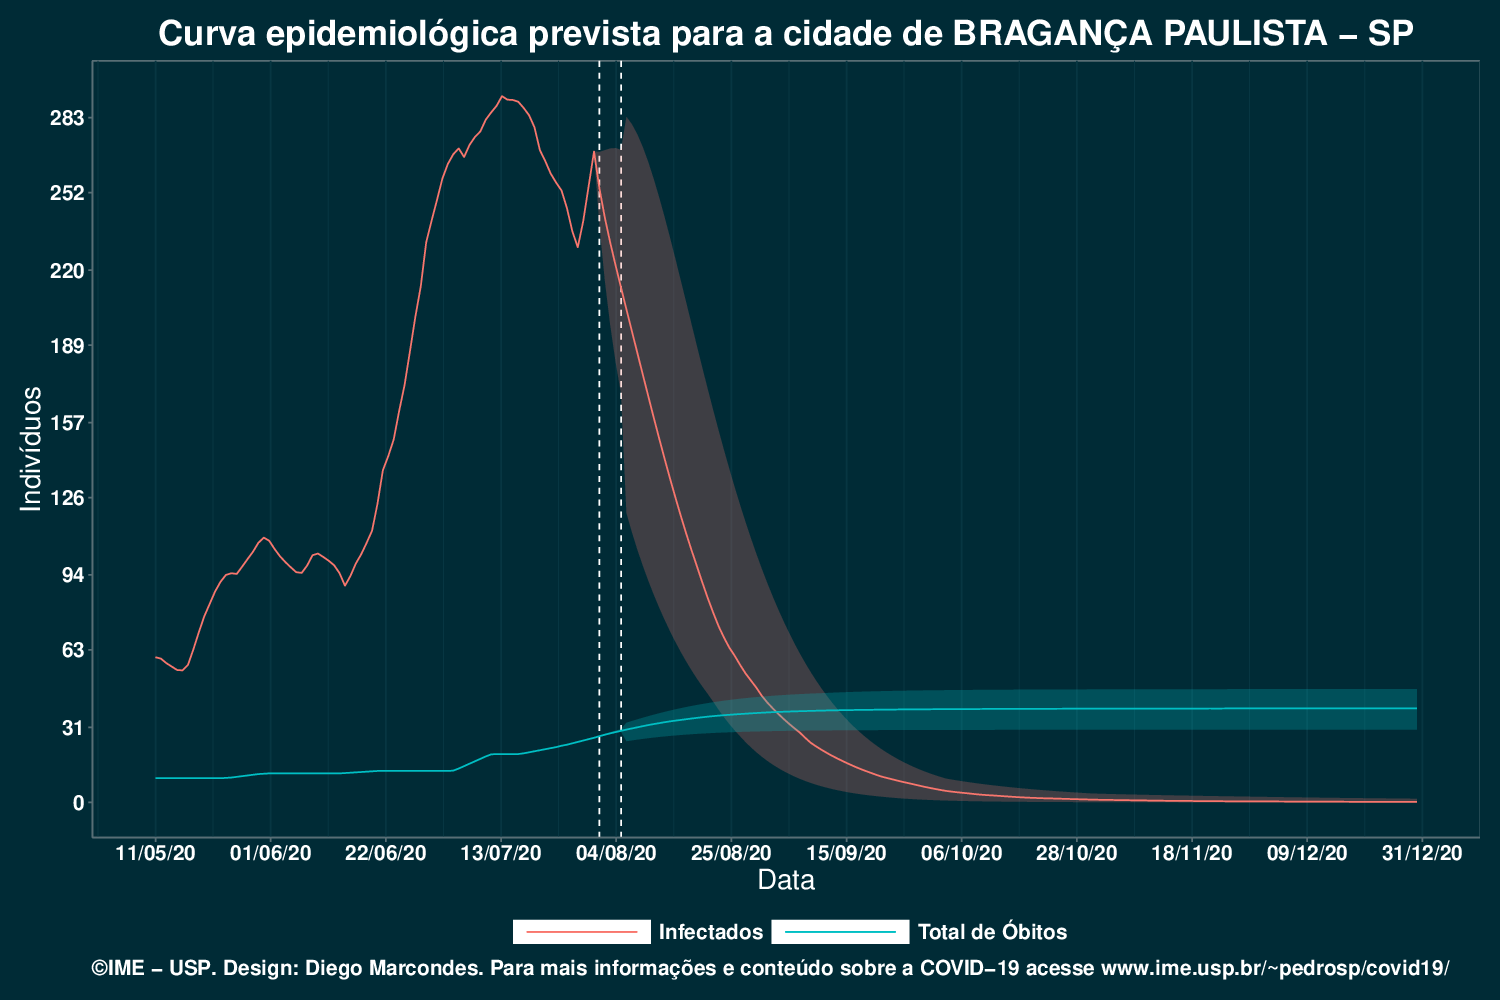 Curva epidemiológica prevista para a cidade de BRAGANÇA PAULISTA – SP
Indivíduos
283
252
220
189
157
126
94
63
31
0
11/05/20 01/06/20 22/06/20 13/07/20 04/08/20 25/08/20 15/09/20 06/10/20 28/10/20 18/11/20 09/12/20 31/12/20
Data
Infectados Total de Óbitos
©IME – USP. Design: Diego Marcondes. Para mais informações e conteúdo sobre a COVID–19 acesse www.ime.usp.br/~pedrosp/covid19/